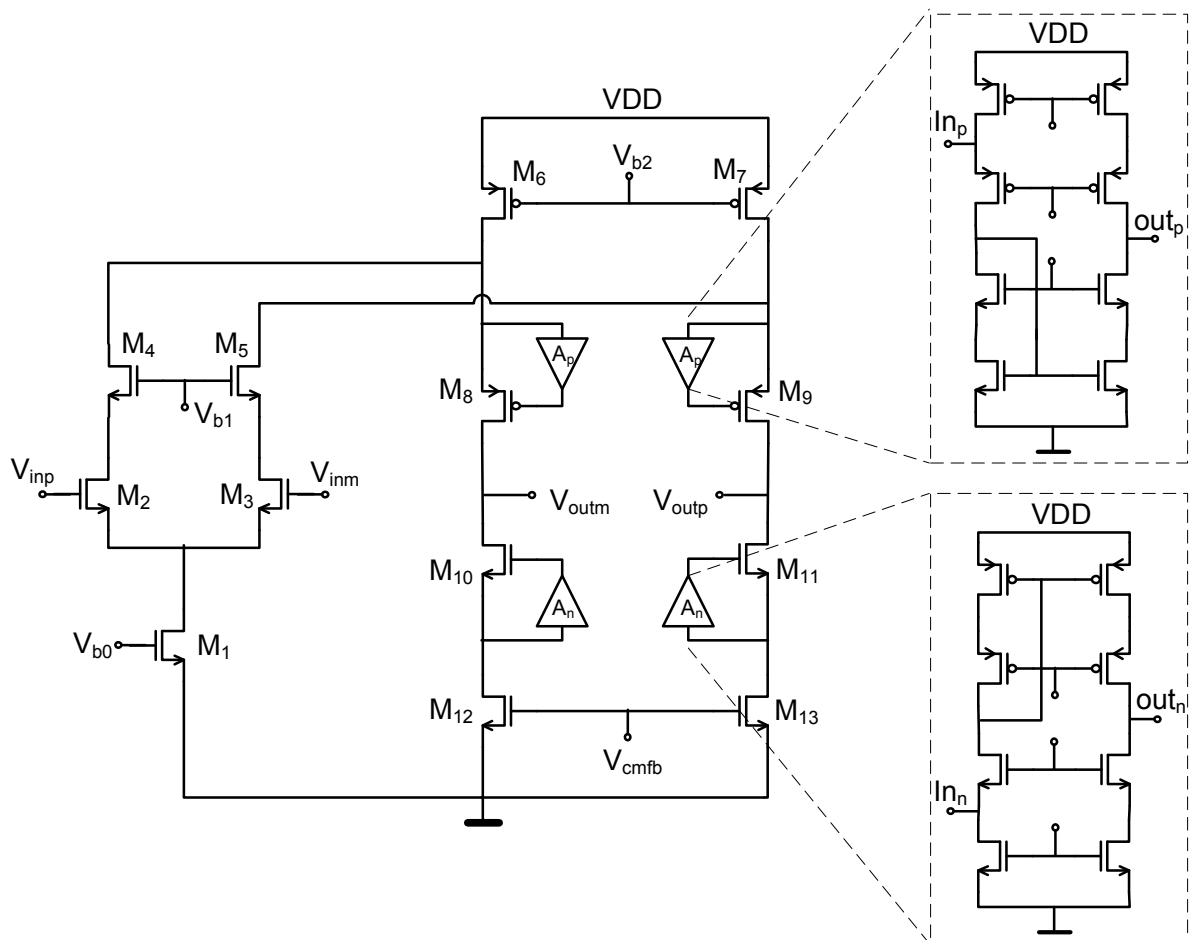 VDD
M6
Vb2
M7
M4
M5
Vb1
Ap
Ap
M8
M9
Vinp
M2
M3
Vinm
Voutm
Voutp
M10
An
An
M11
Vb0
M1
M12
M13
Vcmfb
VDD
Inp
outp
VDD
outn
Inn